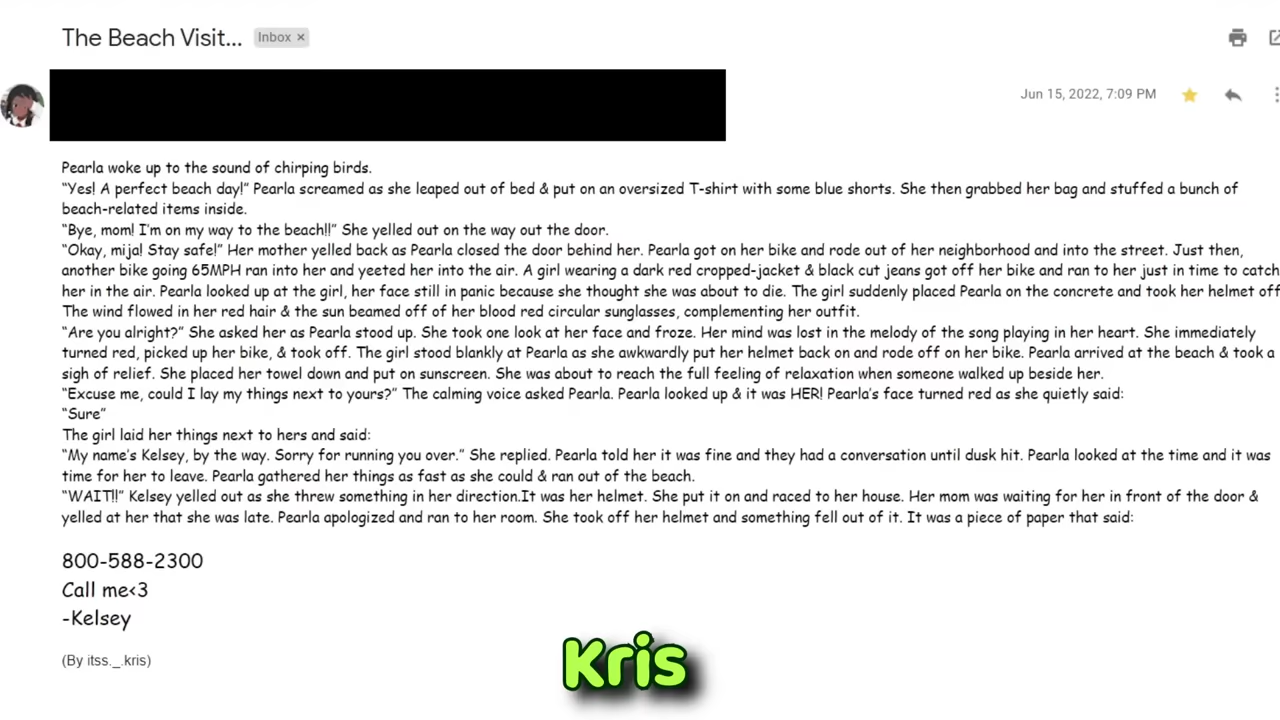 The Beach Visit...
Inbox ×
Jun 15, 2022, 7:09 PM
Pearla woke up to the sound of chirping birds.
“Yes! A perfect beach day!” Pearla screamed as she leaped out of bed & put on an oversized T-shirt with some blue shorts. She then grabbed her bag and stuffed a bunch of
beach-related items inside.
“Bye, mom! I’m on my way to the beach!!” She yelled out on the way out the door.
“Okay, mija! Stay safe!” Her mother yelled back as Pearla closed the door behind her. Pearla got on her bike and rode out of her neighborhood and into the street. Just then,
another bike going 65MPH ran into her and yeeted her into the air. A girl wearing a dark red cropped-jacket & black cut jeans got off her bike and ran to her just in time to catch
her in the air. Pearla looked up at the girl, her face still in panic because she thought she was about to die. The girl suddenly placed Pearla on the concrete and took her helmet off
The wind flowed in her red hair & the sun beamed off of her blood red circular sunglasses, complementing her outfit.
“Are you alright?” She asked her as Pearla stood up. She took one look at her face and froze. Her mind was lost in the melody of the song playing in her heart. She immediately
turned red, picked up her bike, & took off. The girl stood blankly at Pearla as she awkwardly put her helmet back on and rode off on her bike. Pearla arrived at the beach & took a
sigh of relief. She placed her towel down and put on sunscreen. She was about to reach the full feeling of relaxation when someone walked up beside her.
“Excuse me, could I lay my things next to yours?” The calming voice asked Pearla. Pearla looked up & it was HER! Pearla’s face turned red as she quietly said:
“Sure”
The girl laid her things next to hers and said:
“My name’s Kelsey, by the way. Sorry for running you over.” She replied. Pearla told her it was fine and they had a conversation until dusk hit. Pearla looked at the time and it was
time for her to leave. Pearla gathered her things as fast as she could & ran out of the beach.
“WAIT!!” Kelsey yelled out as she threw something in her direction.It was her helmet. She put it on and raced to her house. Her mom was waiting for her in front of the door &
yelled at her that she was late. Pearla apologized and ran to her room. She took off her helmet and something fell out of it. It was a piece of paper that said:
800-588-2300
Call me<3
-Kelsey
(By itss._.kris)
Kris